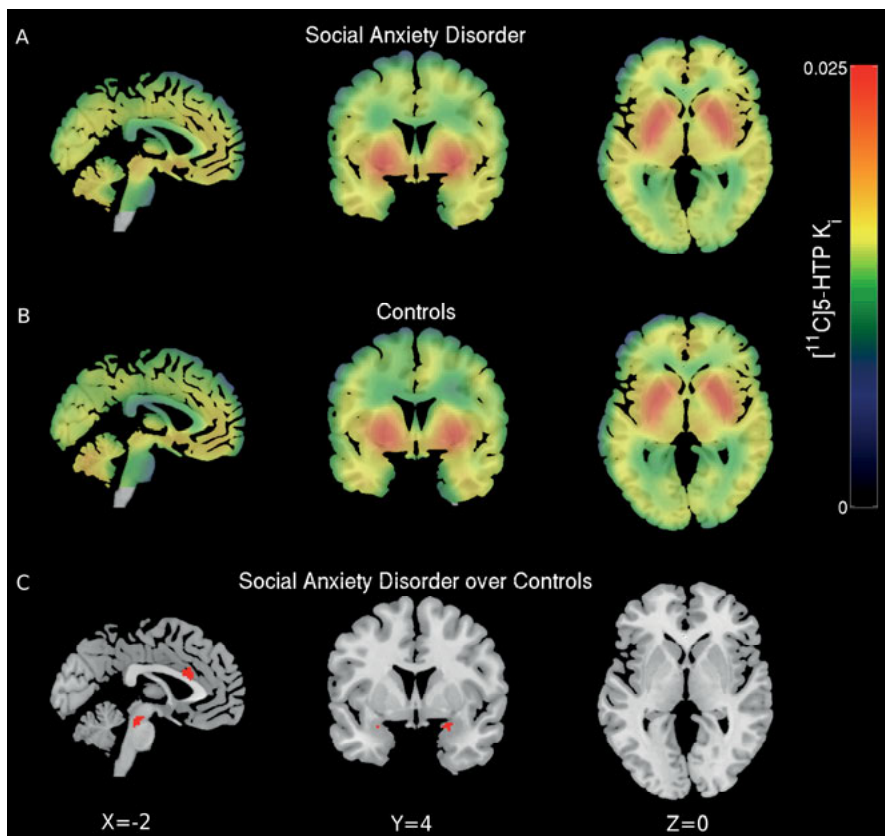 A
Social Anxiety Disorder
0.025
[¹¹C]5-HTP Kᵢ
B
Controls
0
C
Social Anxiety Disorder over Controls
X=-2
Y=4
Z=0